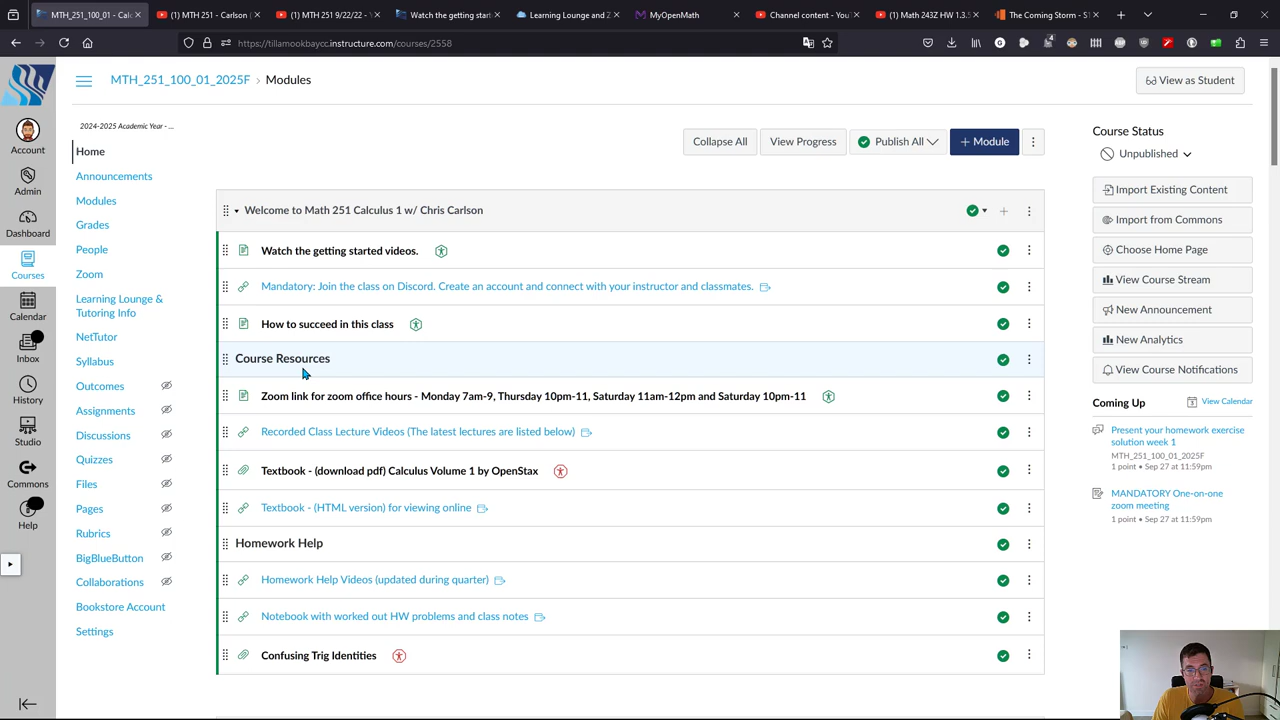 MTH_251_100_01 - Calc
(1) MTH 251 - Carlson (
(1) MTH 251 9/22/22 - Y
Watch the getting starte
Learning Lounge and Z
MyOpenMath
Channel content - You
(1) Math 243Z HW 1.3.5
The Coming Storm - S1
https://tillamookbaycc.instructure.com/courses/2558
MTH_251_100_01_2025F › Modules
View as Student
Account
Admin
Dashboard
Courses
Calendar
Inbox
History
Studio
Commons
Help
2024-2025 Academic Year - ...
Home
Announcements
Modules
Grades
People
Zoom
Learning Lounge &
Tutoring Info
NetTutor
Syllabus
Outcomes
Assignments
Discussions
Quizzes
Files
Pages
Rubrics
BigBlueButton
Collaborations
Bookstore Account
Settings
Collapse All
View Progress
Publish All
+ Module
Welcome to Math 251 Calculus 1 w/ Chris Carlson
Watch the getting started videos.
Mandatory: Join the class on Discord. Create an account and connect with your instructor and classmates.
How to succeed in this class
Course Resources
Zoom link for zoom office hours - Monday 7am-9, Thursday 10pm-11, Saturday 11am-12pm and Saturday 10pm-11
Recorded Class Lecture Videos (The latest lectures are listed below)
Textbook - (download pdf) Calculus Volume 1 by OpenStax
Textbook - (HTML version) for viewing online
Homework Help
Homework Help Videos (updated during quarter)
Notebook with worked out HW problems and class notes
Confusing Trig Identities
Course Status
Unpublished
Import Existing Content
Import from Commons
Choose Home Page
View Course Stream
New Announcement
New Analytics
View Course Notifications
Coming Up
View Calendar
Present your homework exercise
solution week 1
MTH_251_100_01_2025F
1 point • Sep 27 at 11:59pm
MANDATORY One-on-one
zoom meeting
1 point • Sep 27 at 11:59pm